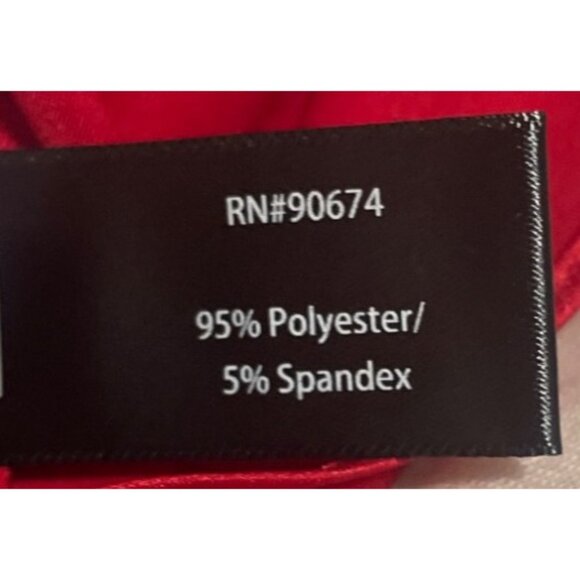 RN#90674
95% Polyester/
5% Spandex